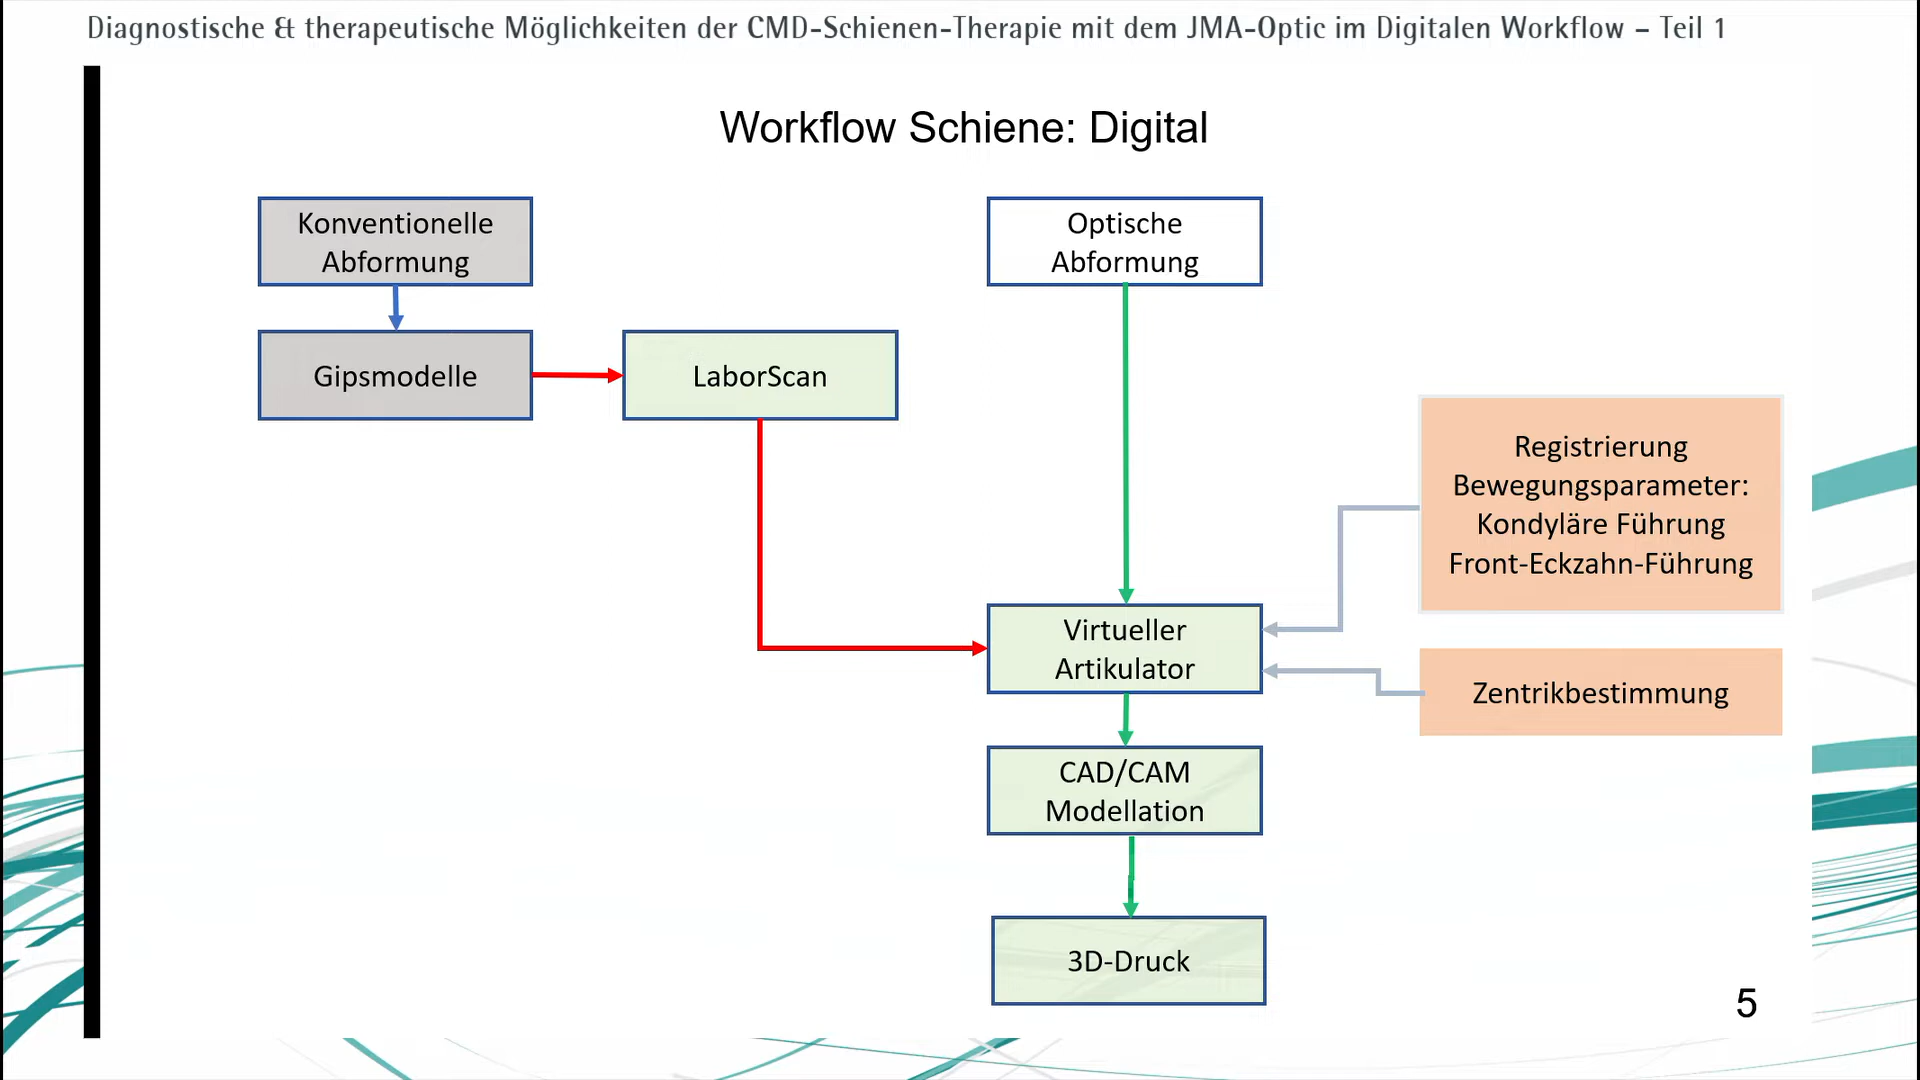 Diagnostische & therapeutische Möglichkeiten der CMD-Schienen-Therapie mit dem JMA-Optic im Digitalen Workflow – Teil 1
Workflow Schiene: Digital
Konventionelle
Abformung
Optische
Abformung
Gipsmodelle
LaborScan
Registrierung
Bewegungsparameter:
Kondyläre Führung
Front-Eckzahn-Führung
Virtueller
Artikulator
Zentrikbestimmung
CAD/CAM
Modellation
3D-Druck
5